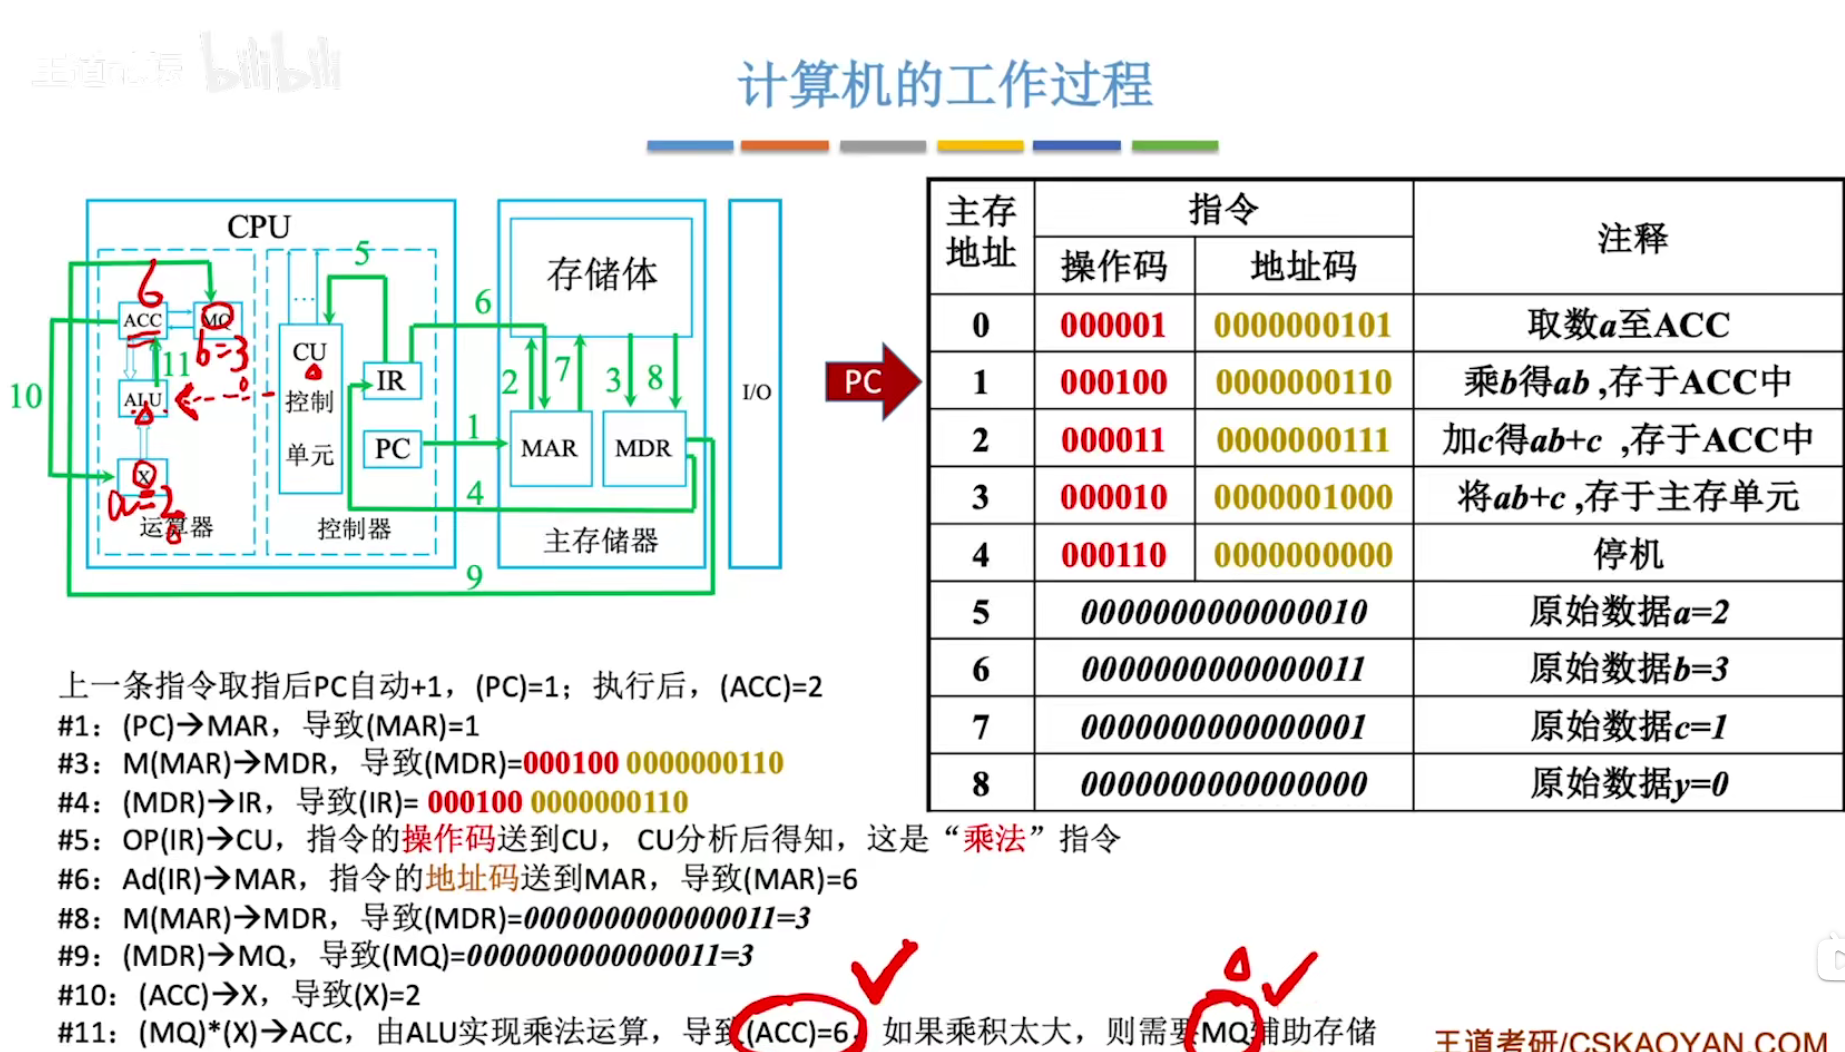 bilibili
计算机的工作过程
CPU
5
ACC
MQ
6
b=3
11
ALU
X
a=2
运算器
10
CU
控制
单元
...
IR
PC
控制器
6
1
4
9
存储体
2
7
3
8
MAR
MDR
主存储器
I/O
PC
主存地址 指令 注释
操作码 地址码
0 000001 0000000101 取数a至ACC
1 000100 0000000110 乘b得ab ,存于ACC中
2 000011 0000000111 加c得ab+c ,存于ACC中
3 000010 0000001000 将ab+c ,存于主存单元
4 000110 0000000000 停机
5 0000000000000010 原始数据a=2
6 0000000000000011 原始数据b=3
7 0000000000000001 原始数据c=1
8 0000000000000000 原始数据y=0
上一条指令取指后PC自动+1，(PC)=1；执行后，(ACC)=2
#1：(PC)→MAR，导致(MAR)=1
#3：M(MAR)→MDR，导致(MDR)=000100 0000000110
#4：(MDR)→IR，导致(IR)= 000100 0000000110
#5：OP(IR)→CU，指令的操作码送到CU， CU分析后得知，这是“乘法”指令
#6：Ad(IR)→MAR，指令的地址码送到MAR，导致(MAR)=6
#8：M(MAR)→MDR，导致(MDR)=0000000000000011=3
#9：(MDR)→MQ，导致(MQ)=0000000000000011=3
#10：(ACC)→X，导致(X)=2
#11：(MQ)*(X)→ACC，由ALU实现乘法运算，导致(ACC)=6，如果乘积太大，则需要MQ辅助存储
王道考研/CSKAOYAN.COM